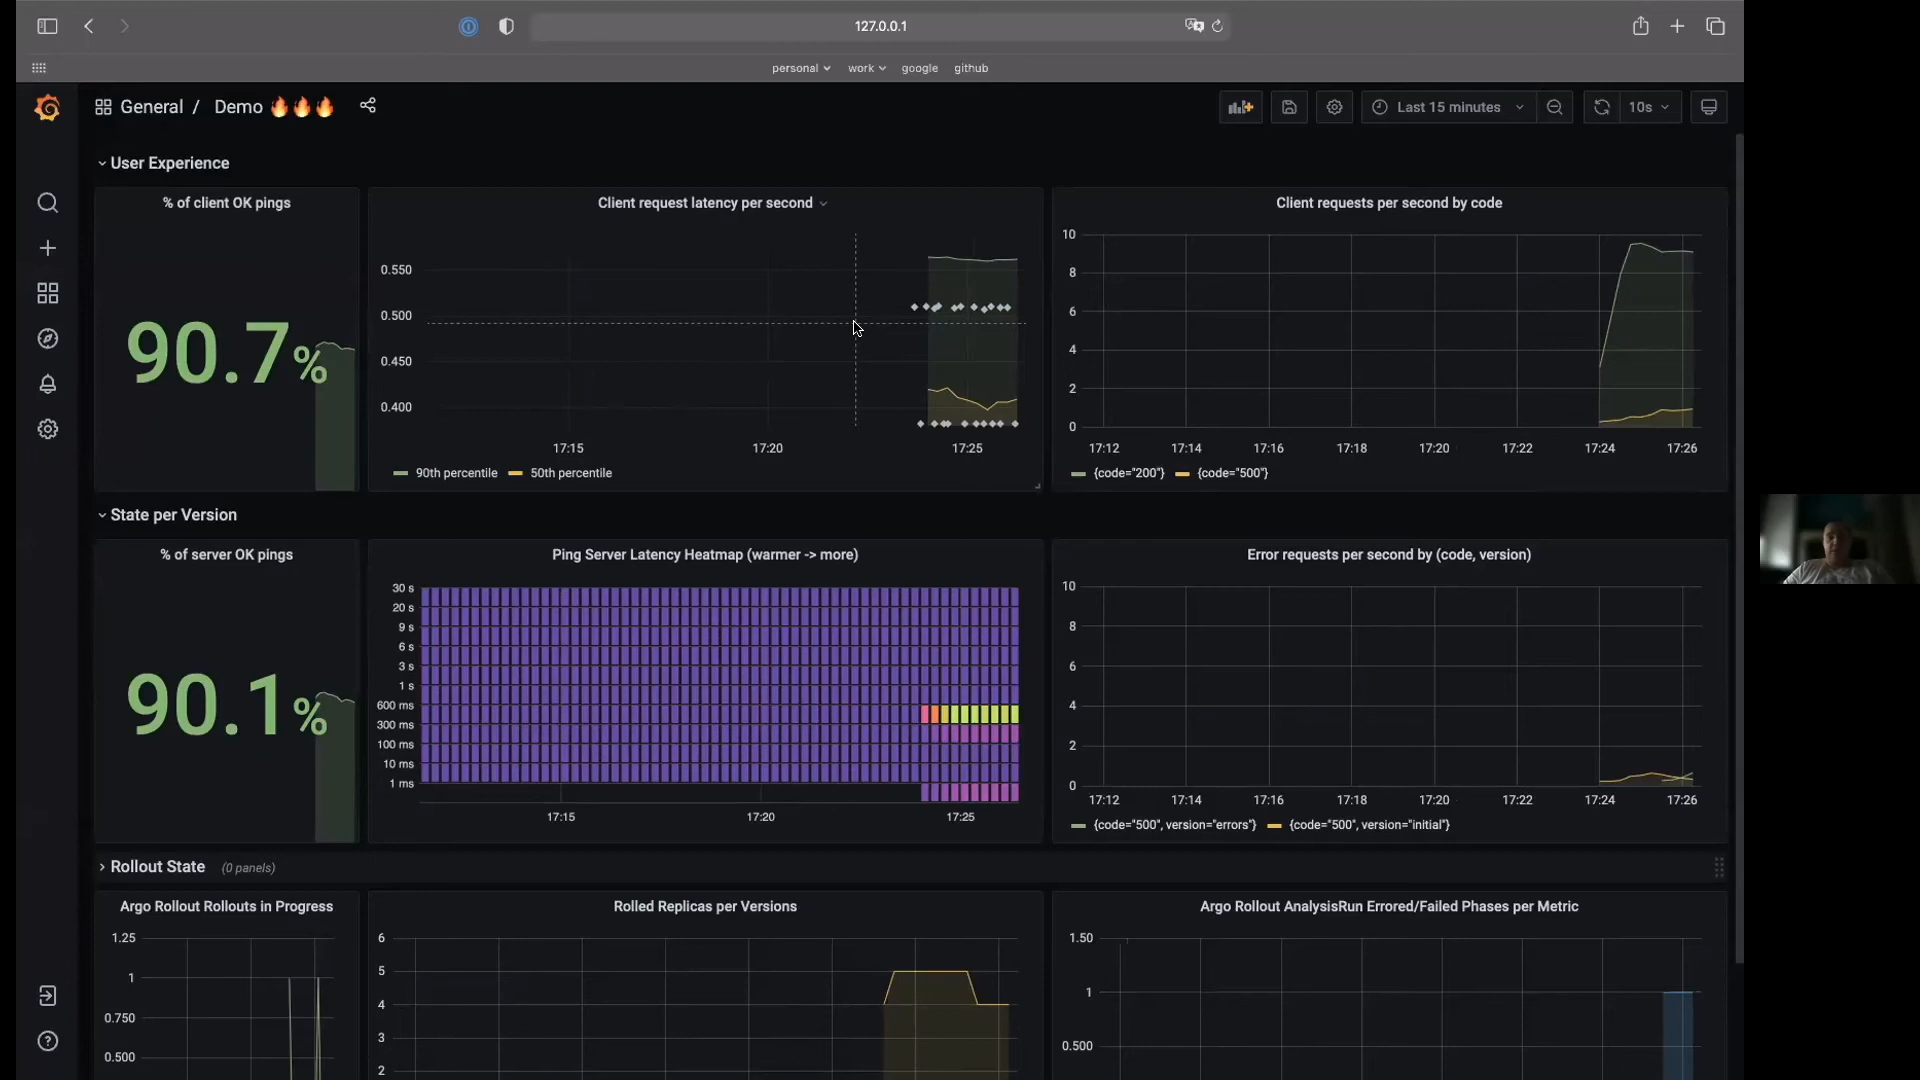 127.0.0.1
personal work google github
General / Demo 🔥🔥🔥
Last 15 minutes
10s
User Experience
% of client OK pings
90.7%
Client request latency per second
0.550
0.500
0.450
0.400
17:15 17:20 17:25
90th percentile 50th percentile
Client requests per second by code
10
8
6
4
2
0
17:12 17:14 17:16 17:18 17:20 17:22 17:24 17:26
{code="200"} {code="500"}
State per Version
% of server OK pings
90.1%
Ping Server Latency Heatmap (warmer -> more)
30 s
20 s
9 s
6 s
3 s
1 s
600 ms
300 ms
100 ms
10 ms
1 ms
17:15 17:20 17:25
Error requests per second by (code, version)
10
8
6
4
2
0
17:12 17:14 17:16 17:18 17:20 17:22 17:24 17:26
{code="500", version="errors"} {code="500", version="initial"}
Rollout State (0 panels)
Argo Rollout Rollouts in Progress
1.25
1
0.750
0.500
Rolled Replicas per Versions
6
5
4
3
2
Argo Rollout AnalysisRun Errored/Failed Phases per Metric
1.50
1
0.500